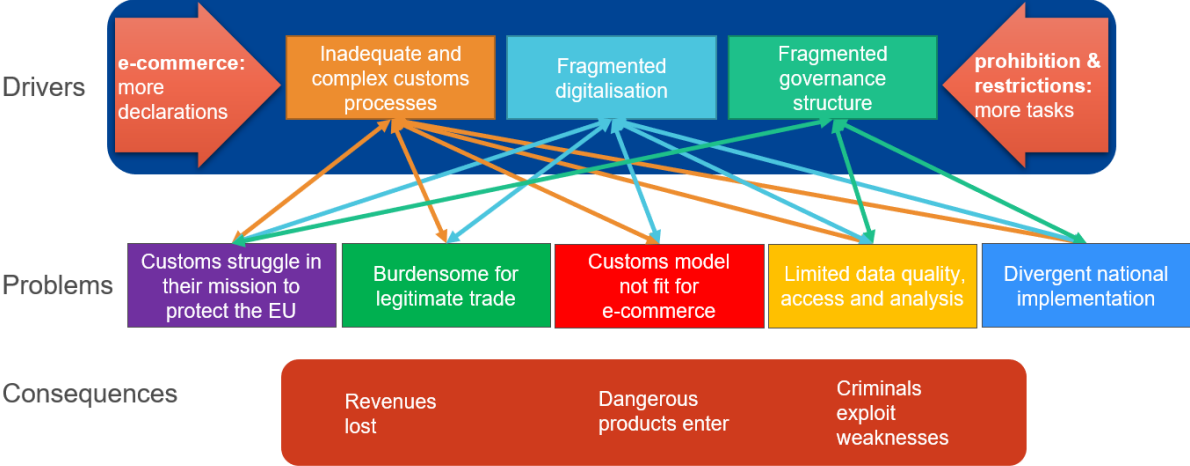 Drivers
e-commerce:
more
declarations
Inadequate and
complex customs
processes
Fragmented
digitalisation
Fragmented
governance
structure
prohibition &
restrictions:
more tasks
Problems
Customs struggle in
their mission to
protect the EU
Burdensome for
legitimate trade
Customs model
not fit for
e-commerce
Limited data quality,
access and analysis
Divergent national
implementation
Consequences
Revenues
lost
Dangerous
products enter
Criminals
exploit
weaknesses